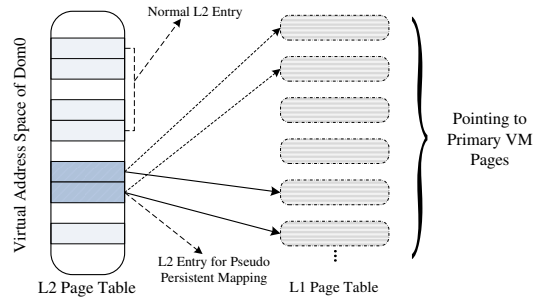 Normal L2 Entry
Virtual Address Space of Dom0
Pointing to
Primary VM
Pages
L2 Entry for Pseudo
Persistent Mapping
L2 Page Table
L1 Page Table